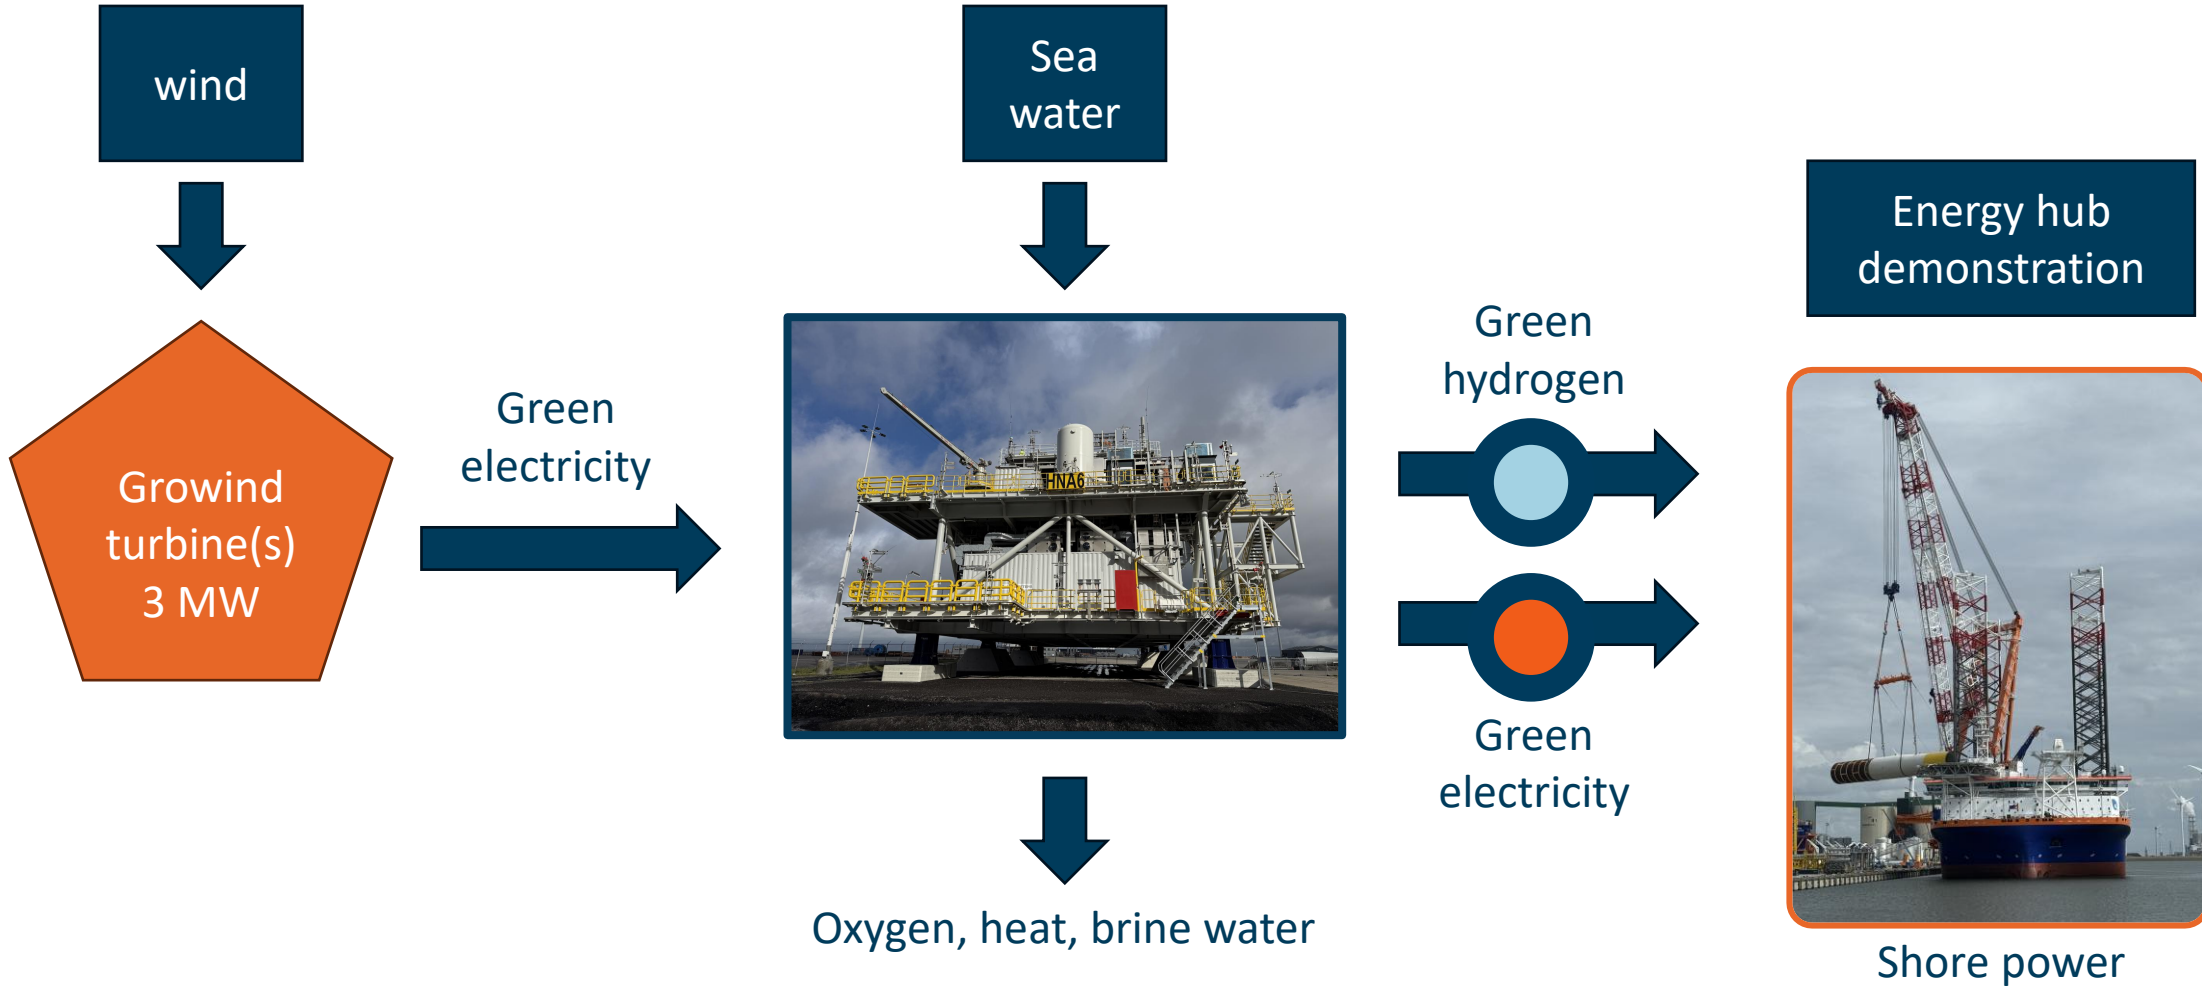 wind
Sea
water
Energy hub
demonstration
Green
hydrogen
Green
electricity
Growind
turbine(s)
3 MW
HNA6
Green
electricity
Oxygen, heat, brine water
Shore power